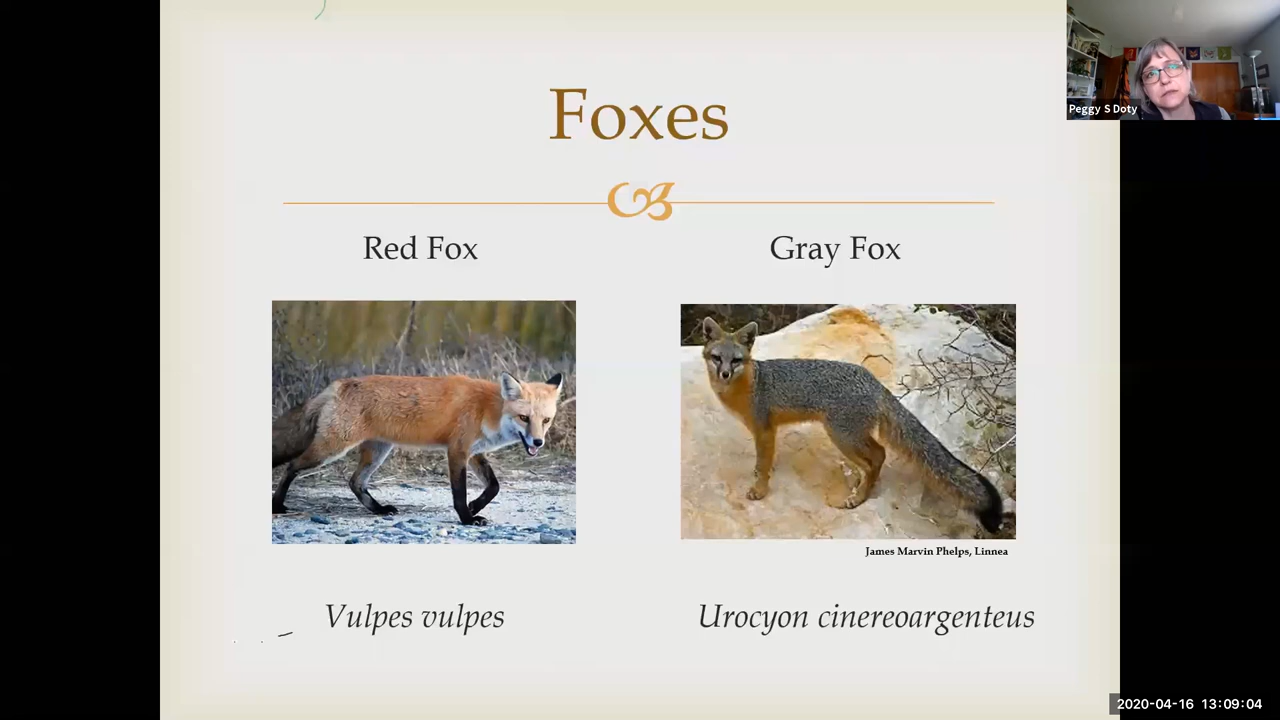 Foxes
Peggy S Doty
Red Fox
Gray Fox
James Marvin Phelps, Linnea
Vulpes vulpes
Urocyon cinereoargenteus
2020-04-16 13:09:04